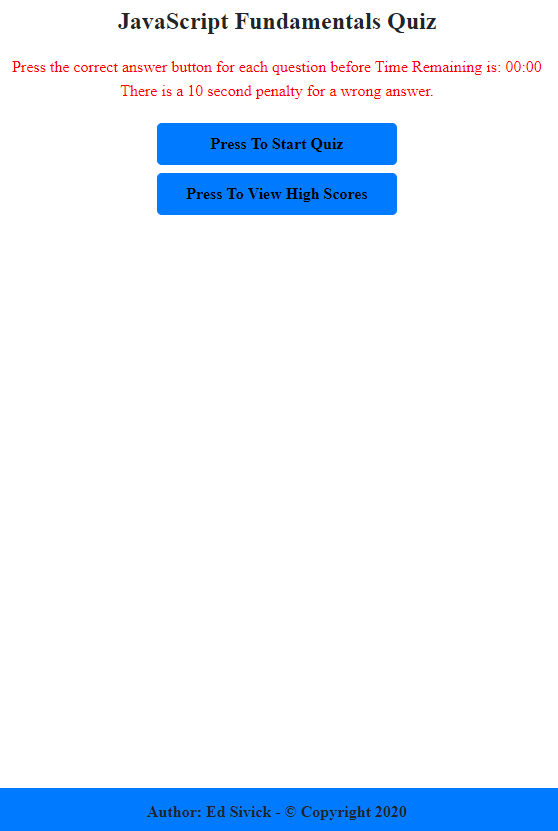 JavaScript Fundamentals Quiz
Press the correct answer button for each question before Time Remaining is: 00:00
There is a 10 second penalty for a wrong answer.
Press To Start Quiz
Press To View High Scores
Author: Ed Sivick - © Copyright 2020